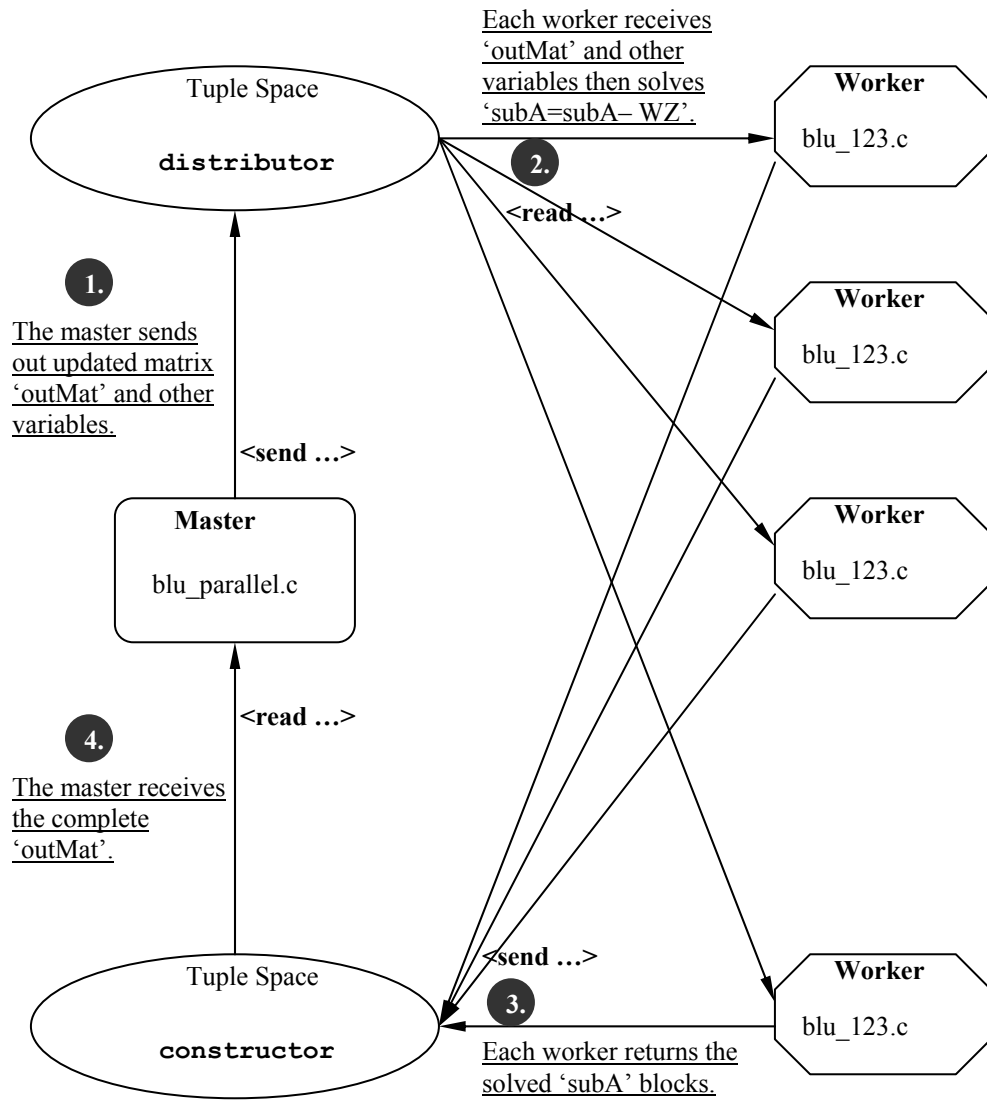 Each worker receives
‘outMat’ and other
variables then solves
‘subA=subA– WZ’.
Tuple Space
distributor
Worker
blu_123.c
2.
<read …>
1.
The master sends
out updated matrix
‘outMat’ and other
variables.
<send …>
Worker
blu_123.c
Master
blu_parallel.c
Worker
blu_123.c
<read …>
4.
The master receives
the complete
‘outMat’.
<send …>
3.
Tuple Space
constructor
Worker
blu_123.c
Each worker returns the
solved ‘subA’ blocks.